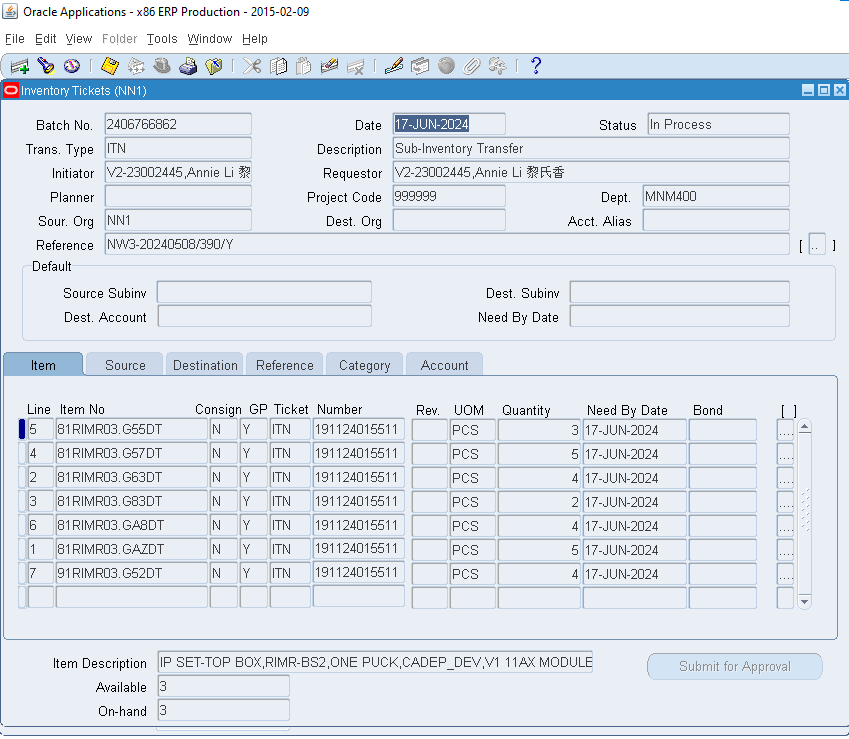 Oracle Applications - x86 ERP Production - 2015-02-09
File Edit View Folder Tools Window Help
Inventory Tickets (NN1)
Batch No. 2406766862 Date 17-JUN-2024 Status In Process
Trans. Type ITN Description Sub-Inventory Transfer
Initiator V2-23002445,Annie Li 黎 Requestor V2-23002445,Annie Li 黎氏香
Planner Project Code 999999 Dept. MNM400
Sour. Org NN1 Dest. Org Acct. Alias
Reference NW3-20240508/390/Y [ .. ]
Default
Source Subinv Dest. Subinv
Dest. Account Need By Date
Item Source Destination Reference Category Account
Line Item No Consign GP Ticket Number Rev. UOM Quantity Need By Date Bond [ ]
5 81RIMR03.G55DT N Y ITN 191124015511 PCS 3 17-JUN-2024 ....
4 81RIMR03.G57DT N Y ITN 191124015511 PCS 5 17-JUN-2024 ....
2 81RIMR03.G63DT N Y ITN 191124015511 PCS 4 17-JUN-2024 ....
3 81RIMR03.G83DT N Y ITN 191124015511 PCS 2 17-JUN-2024 ....
6 81RIMR03.GA8DT N Y ITN 191124015511 PCS 4 17-JUN-2024 ....
1 81RIMR03.GAZDT N Y ITN 191124015511 PCS 5 17-JUN-2024 ....
7 91RIMR03.G52DT N Y ITN 191124015511 PCS 4 17-JUN-2024 ....
Item Description IP SET-TOP BOX,RIMR-BS2,ONE PUCK,CADEP_DEV,V1 11AX MODULE
Submit for Approval
Available 3
On-hand 3